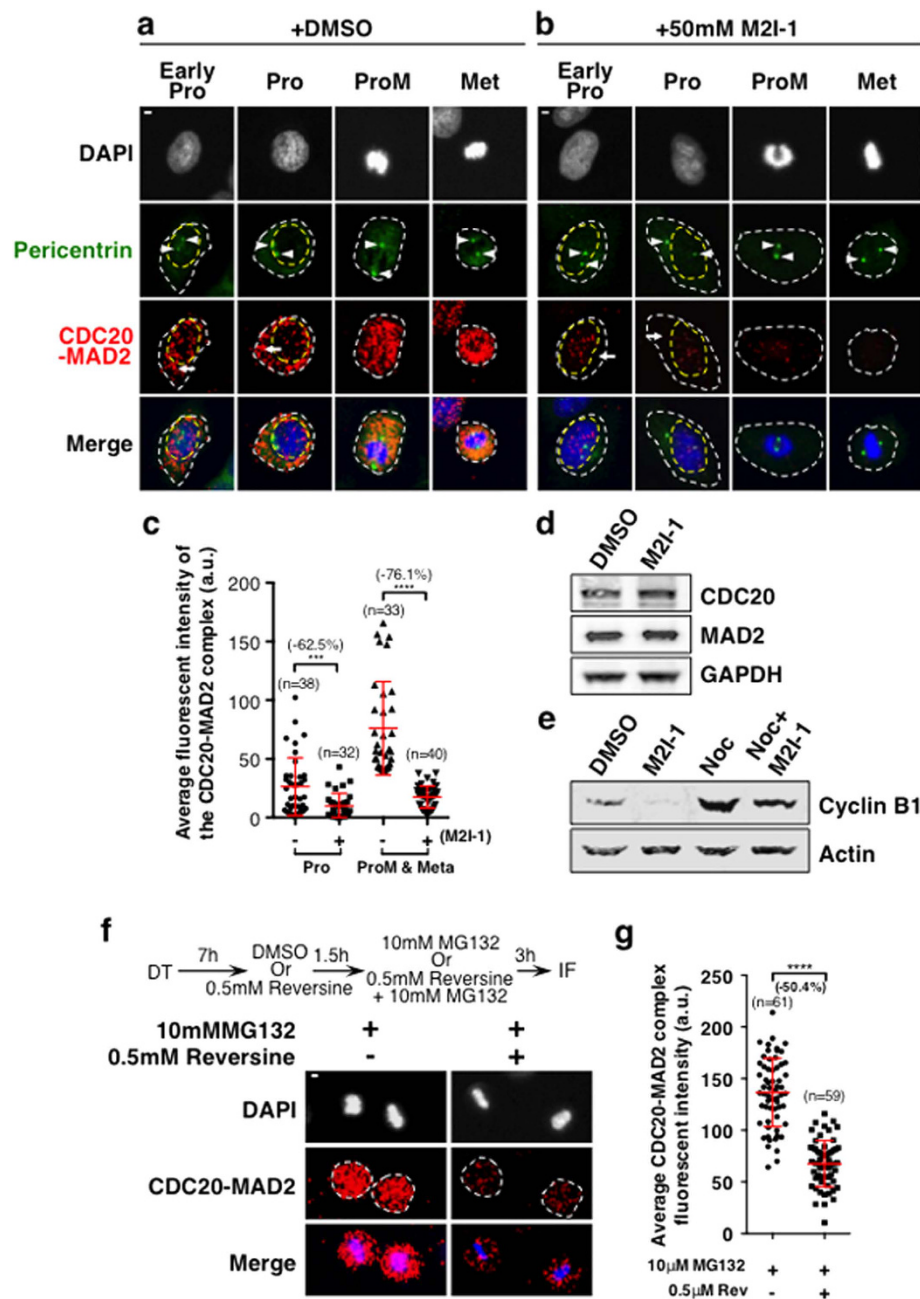 a
+DMSO
b
+50mM M2I-1
Early Pro
Pro
ProM
Met
Early Pro
Pro
ProM
Met
DAPI
Pericentrin
CDC20
-MAD2
Merge
c
Average fluorescent intensity of
the CDC20-MAD2 complex (a.u.)
200
150
100
50
0
(-62.5%)
***
(n=38)
(n=32)
(-76.1%)
****
(n=33)
(n=40)
-
+
-
+
(M2I-1)
Pro
ProM & Meta
d
DMSO
M2I-1
CDC20
MAD2
GAPDH
e
DMSO
M2I-1
Noc
Noc+
M2I-1
Cyclin B1
Actin
f
DT
7h
DMSO
Or
0.5mM Reversine
1.5h
10mM MG132
Or
0.5mM Reversine
+ 10mM MG132
3h
IF
10mMMG132
+
+
0.5mM Reversine
-
+
DAPI
CDC20-MAD2
Merge
g
Average CDC20-MAD2 complex
fluorescent intensity (a.u.)
250
200
150
100
50
0
****
(-50.4%)
(n=61)
(n=59)
10µM MG132
+
+
0.5µM Rev
-
+